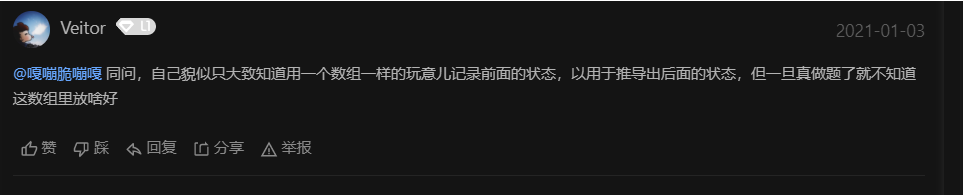 Veitor L1
2021-01-03
@嘎嘣脆嘣嘎 同问，自己貌似只大致知道用一个数组一样的玩意儿记录前面的状态，以用于推导出后面的状态，但一旦真做题了就不知道
这数组里放啥好
赞 踩 回复 分享 举报